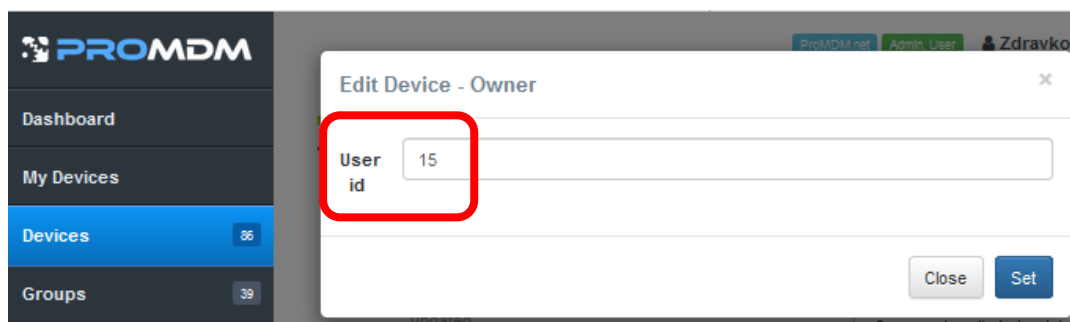 PROMDM
ProMDM.net Admin, User Zdravko
Edit Device - Owner ×
Dashboard
User id 15
My Devices
Devices 86
Close Set
Groups 39
updated